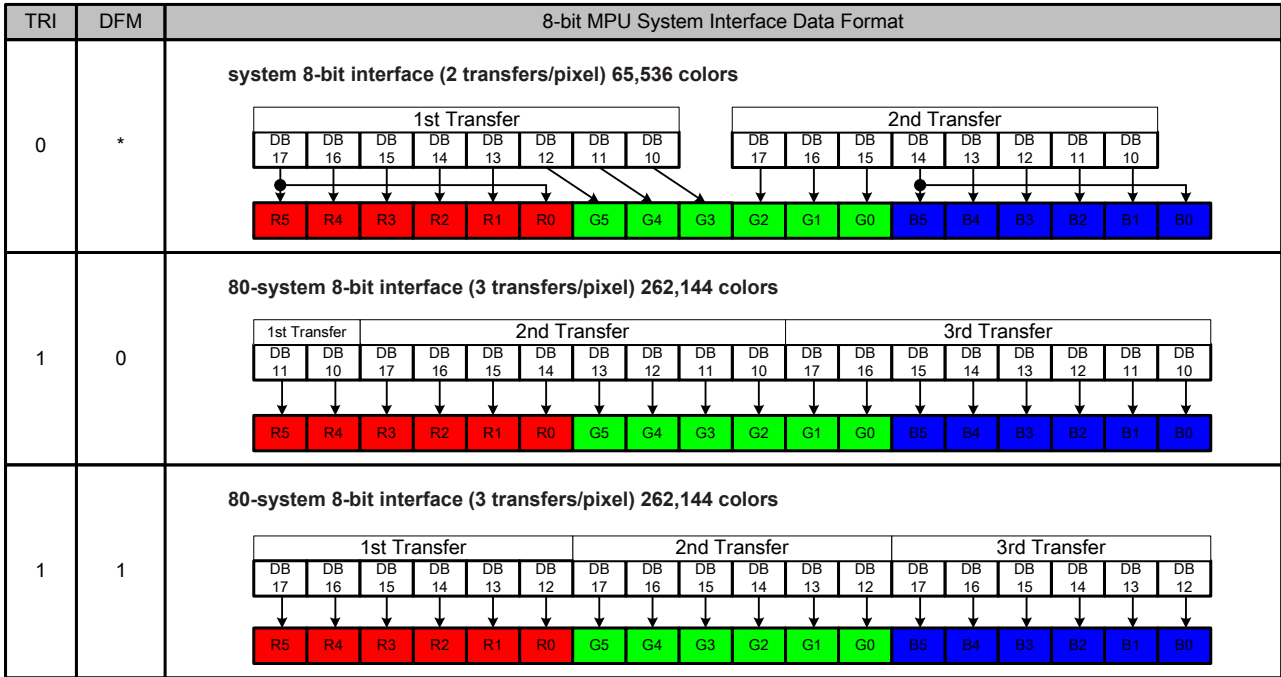 TRI DFM 8-bit MPU System Interface Data Format
system 8-bit interface (2 transfers/pixel) 65,536 colors
1st Transfer 2nd Transfer
DB DB DB DB DB DB DB DB DB DB DB DB DB DB DB DB
17 16 15 14 13 12 11 10 17 16 15 14 13 12 11 10
0 *
R5 R4 R3 R2 R1 R0 G5 G4 G3 G2 G1 G0 B5 B4 B3 B2 B1 B0
80-system 8-bit interface (3 transfers/pixel) 262,144 colors
1st Transfer 2nd Transfer 3rd Transfer
DB DB DB DB DB DB DB DB DB DB DB DB DB DB DB DB DB DB
11 10 17 16 15 14 13 12 11 10 17 16 15 14 13 12 11 10
1 0
R5 R4 R3 R2 R1 R0 G5 G4 G3 G2 G1 G0 B5 B4 B3 B2 B1 B0
80-system 8-bit interface (3 transfers/pixel) 262,144 colors
1st Transfer 2nd Transfer 3rd Transfer
DB DB DB DB DB DB DB DB DB DB DB DB DB DB DB DB DB DB
17 16 15 14 13 12 17 16 15 14 13 12 17 16 15 14 13 12
1 1
R5 R4 R3 R2 R1 R0 G5 G4 G3 G2 G1 G0 B5 B4 B3 B2 B1 B0